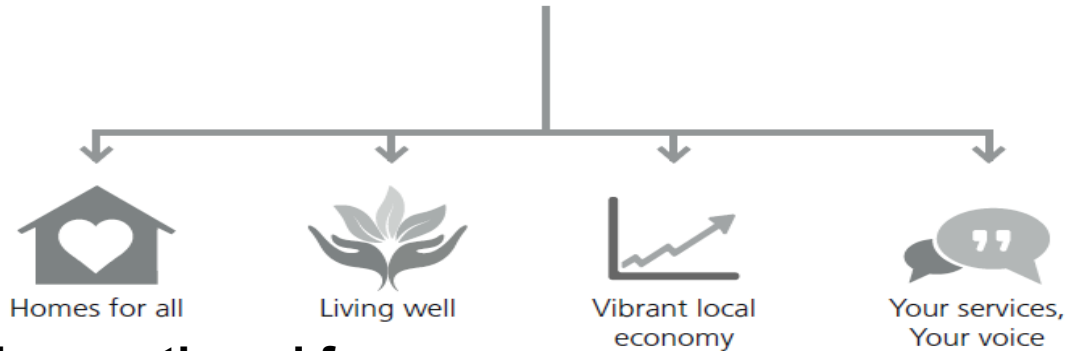 Homes for all
Living well
Vibrant local
economy
Your services,
Your voice